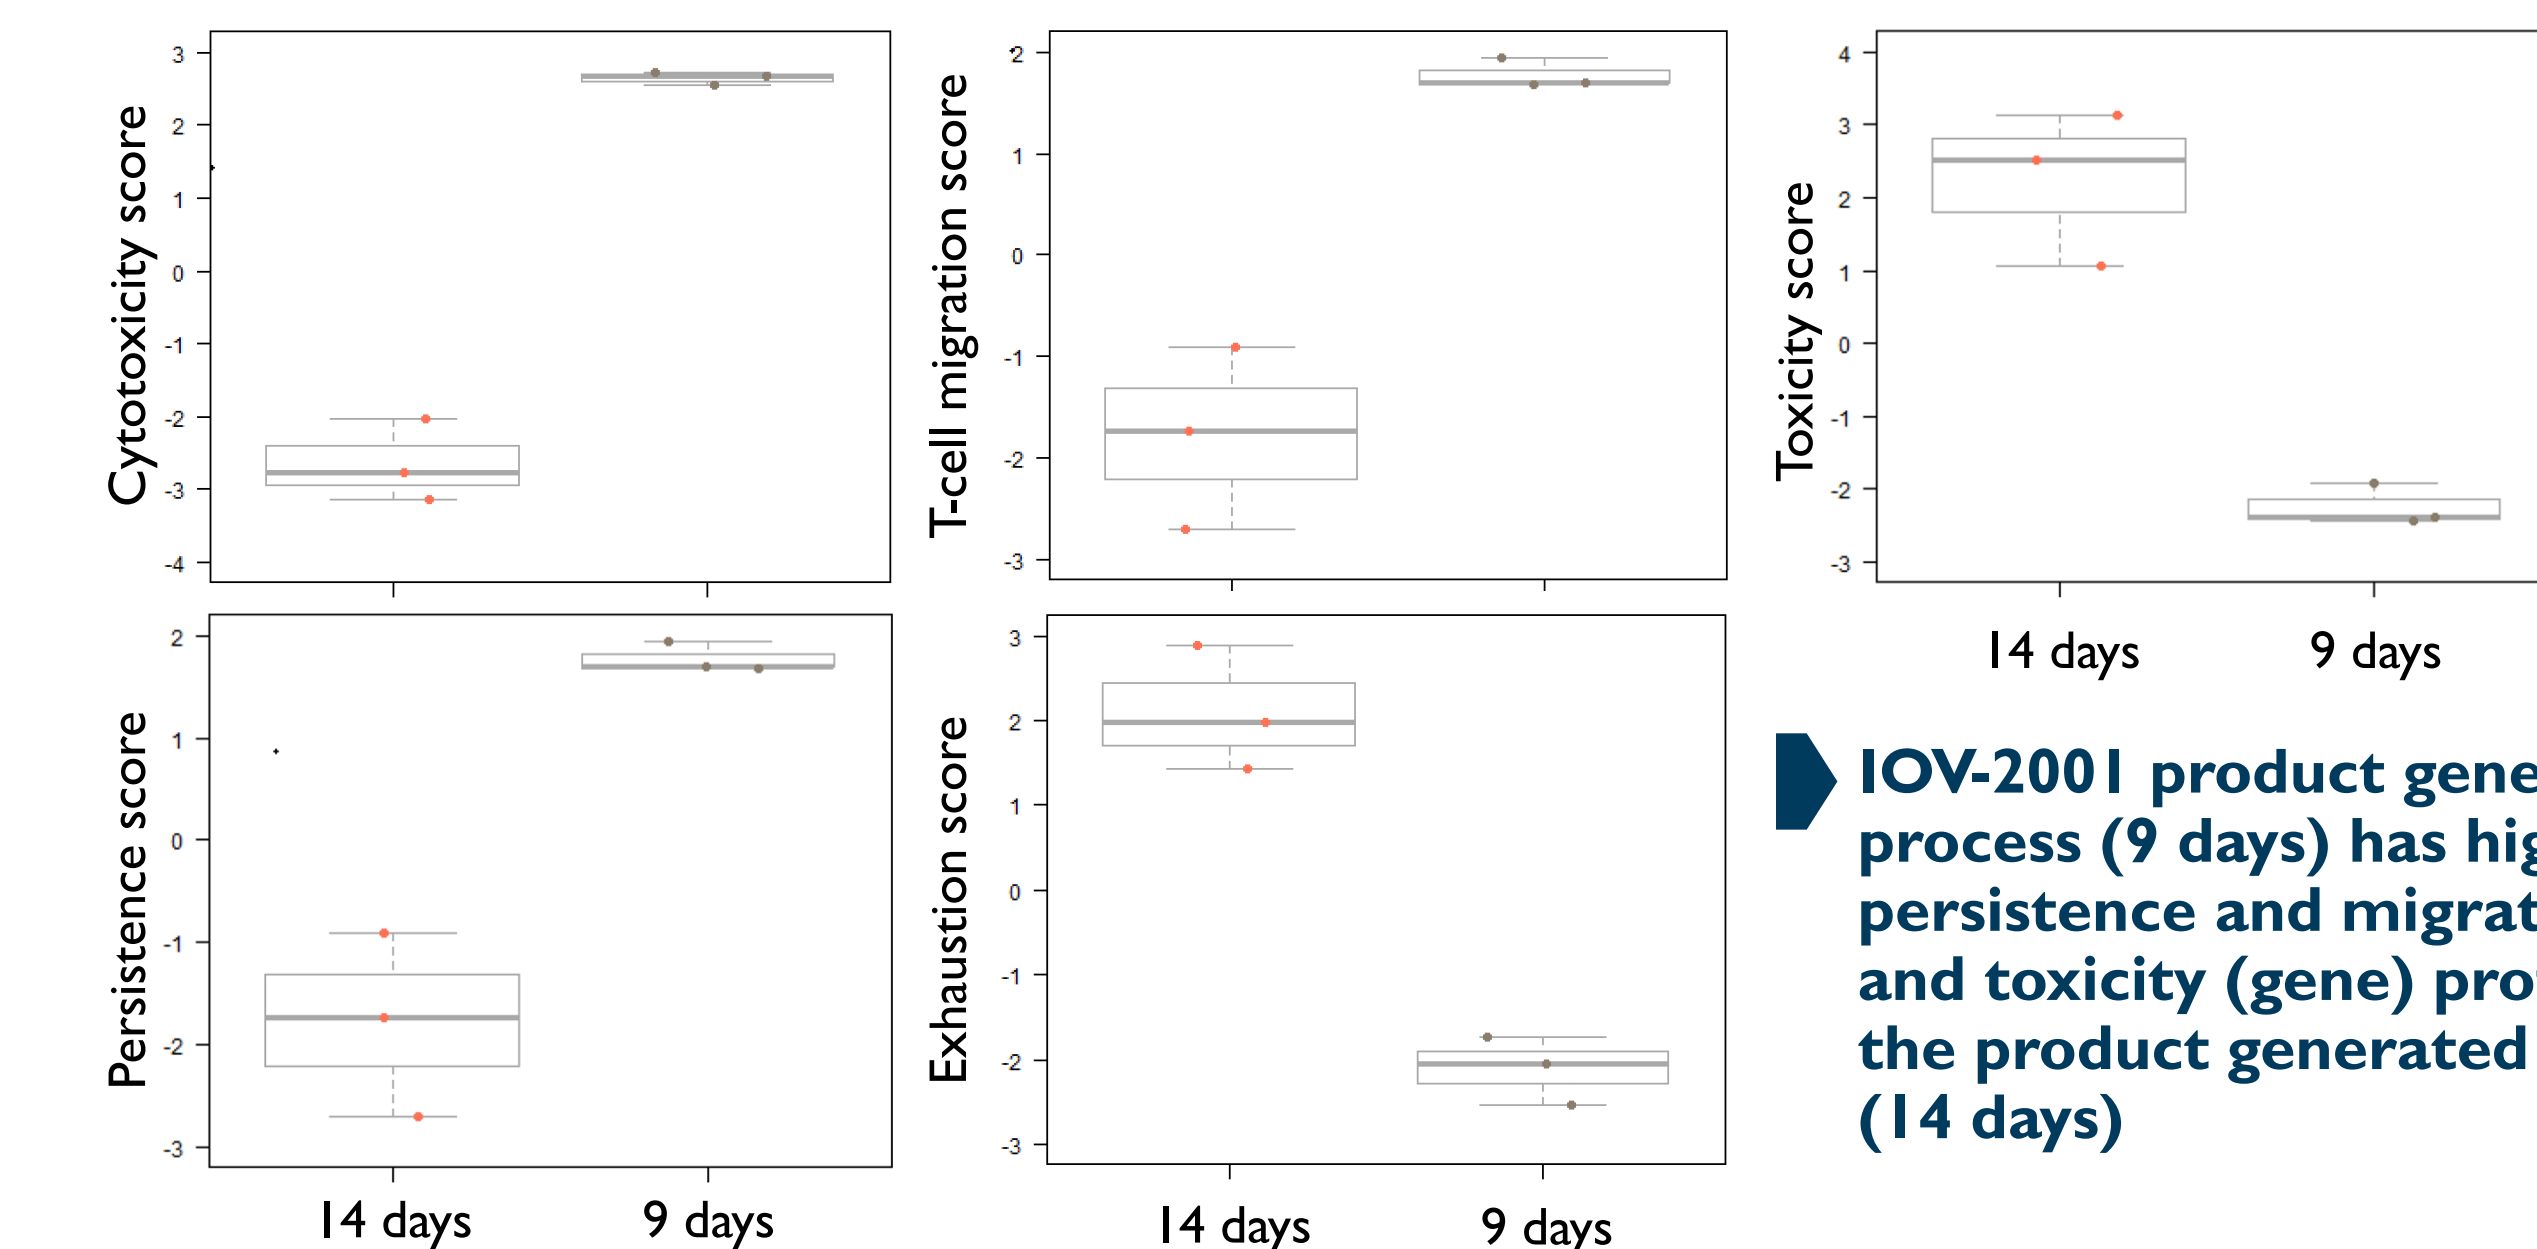 Cytotoxicity score
3
2
1
0
-1
-2
-3
-4
T-cell migration score
2
1
0
-1
-2
-3
Toxicity score
4
3
2
1
0
-1
-2
-3
14 days 9 days
Persistence score
2
1
0
-1
-2
-3
14 days 9 days
Exhaustion score
3
2
1
0
-1
-2
-3
14 days 9 days
IOV-2001 product gene
process (9 days) has hig
persistence and migrat
and toxicity (gene) pro
the product generated
(14 days)